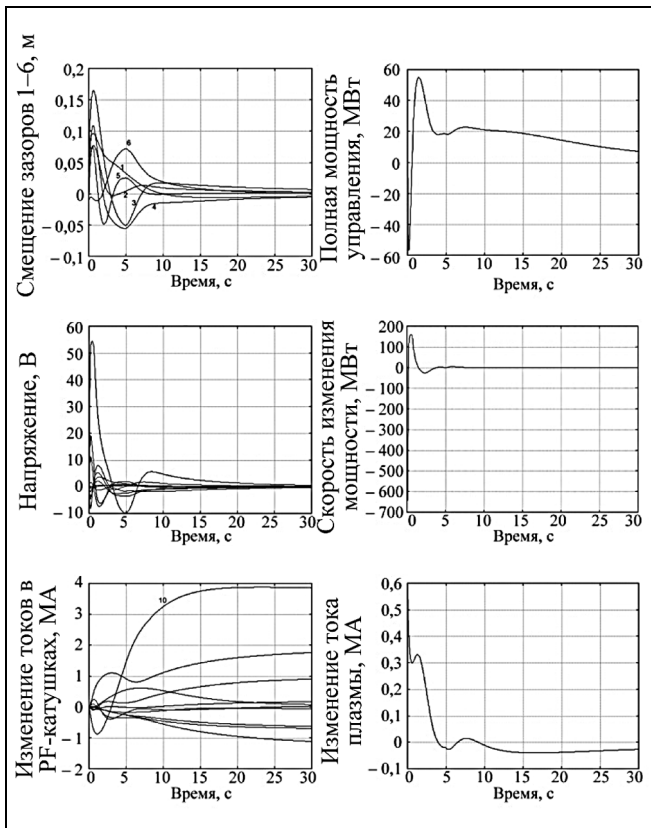 Смещение зазоров 1–6, м
0,2
0,15
0,1
0,05
0
– 0,05
– 0,1
6
1
5
2
3
4
0 5 10 15 20 25 30
Время, с
Полная мощность
управления, МВт
60
40
20
0
– 20
– 40
– 60
0 5 10 15 20 25 30
Время, с
Напряжение, В
60
50
40
30
20
10
0
– 10
0 5 10 15 20 25 30
Время, с
Скорость изменения
мощности, МВт
200
100
0
– 100
– 200
– 300
– 400
– 500
– 600
– 700
0 5 10 15 20 25 30
Время, с
Изменение токов в
PF-катушках, МА
4
3
2
1
0
– 1
– 2
10
0 5 10 15 20 25 30
Время, с
Изменение тока
плазмы, МА
0,6
0,5
0,4
0,3
0,2
0,1
0
– 0,1
0 5 10 15 20 25 30
Время, с